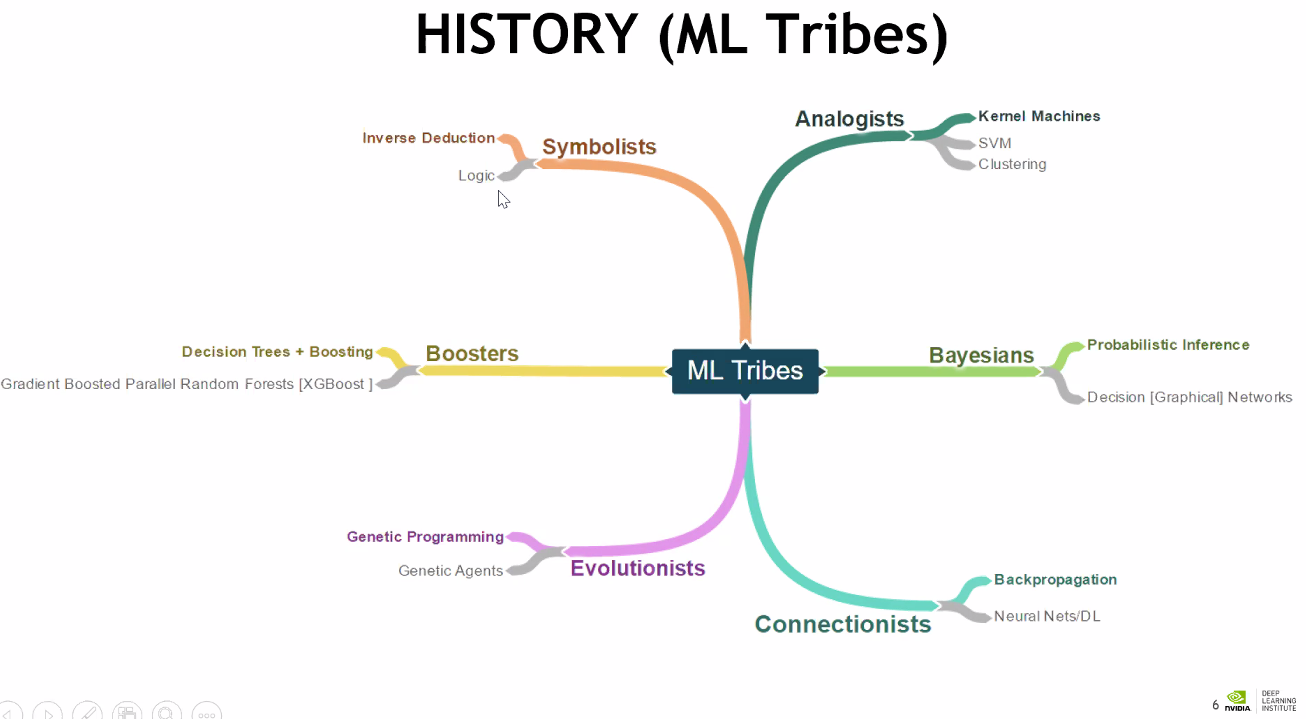 HISTORY (ML Tribes)
Analogists
Kernel Machines
SVM
Clustering
Inverse Deduction
Symbolists
Logic
Decision Trees + Boosting
Boosters
Gradient Boosted Parallel Random Forests [XGBoost ]
ML Tribes
Bayesians
Probabilistic Inference
Decision [Graphical] Networks
Genetic Programming
Genetic Agents
Evolutionists
Connectionists
Backpropagation
Neural Nets/DL
6
NVIDIA
DEEP
LEARNING
INSTITUTE